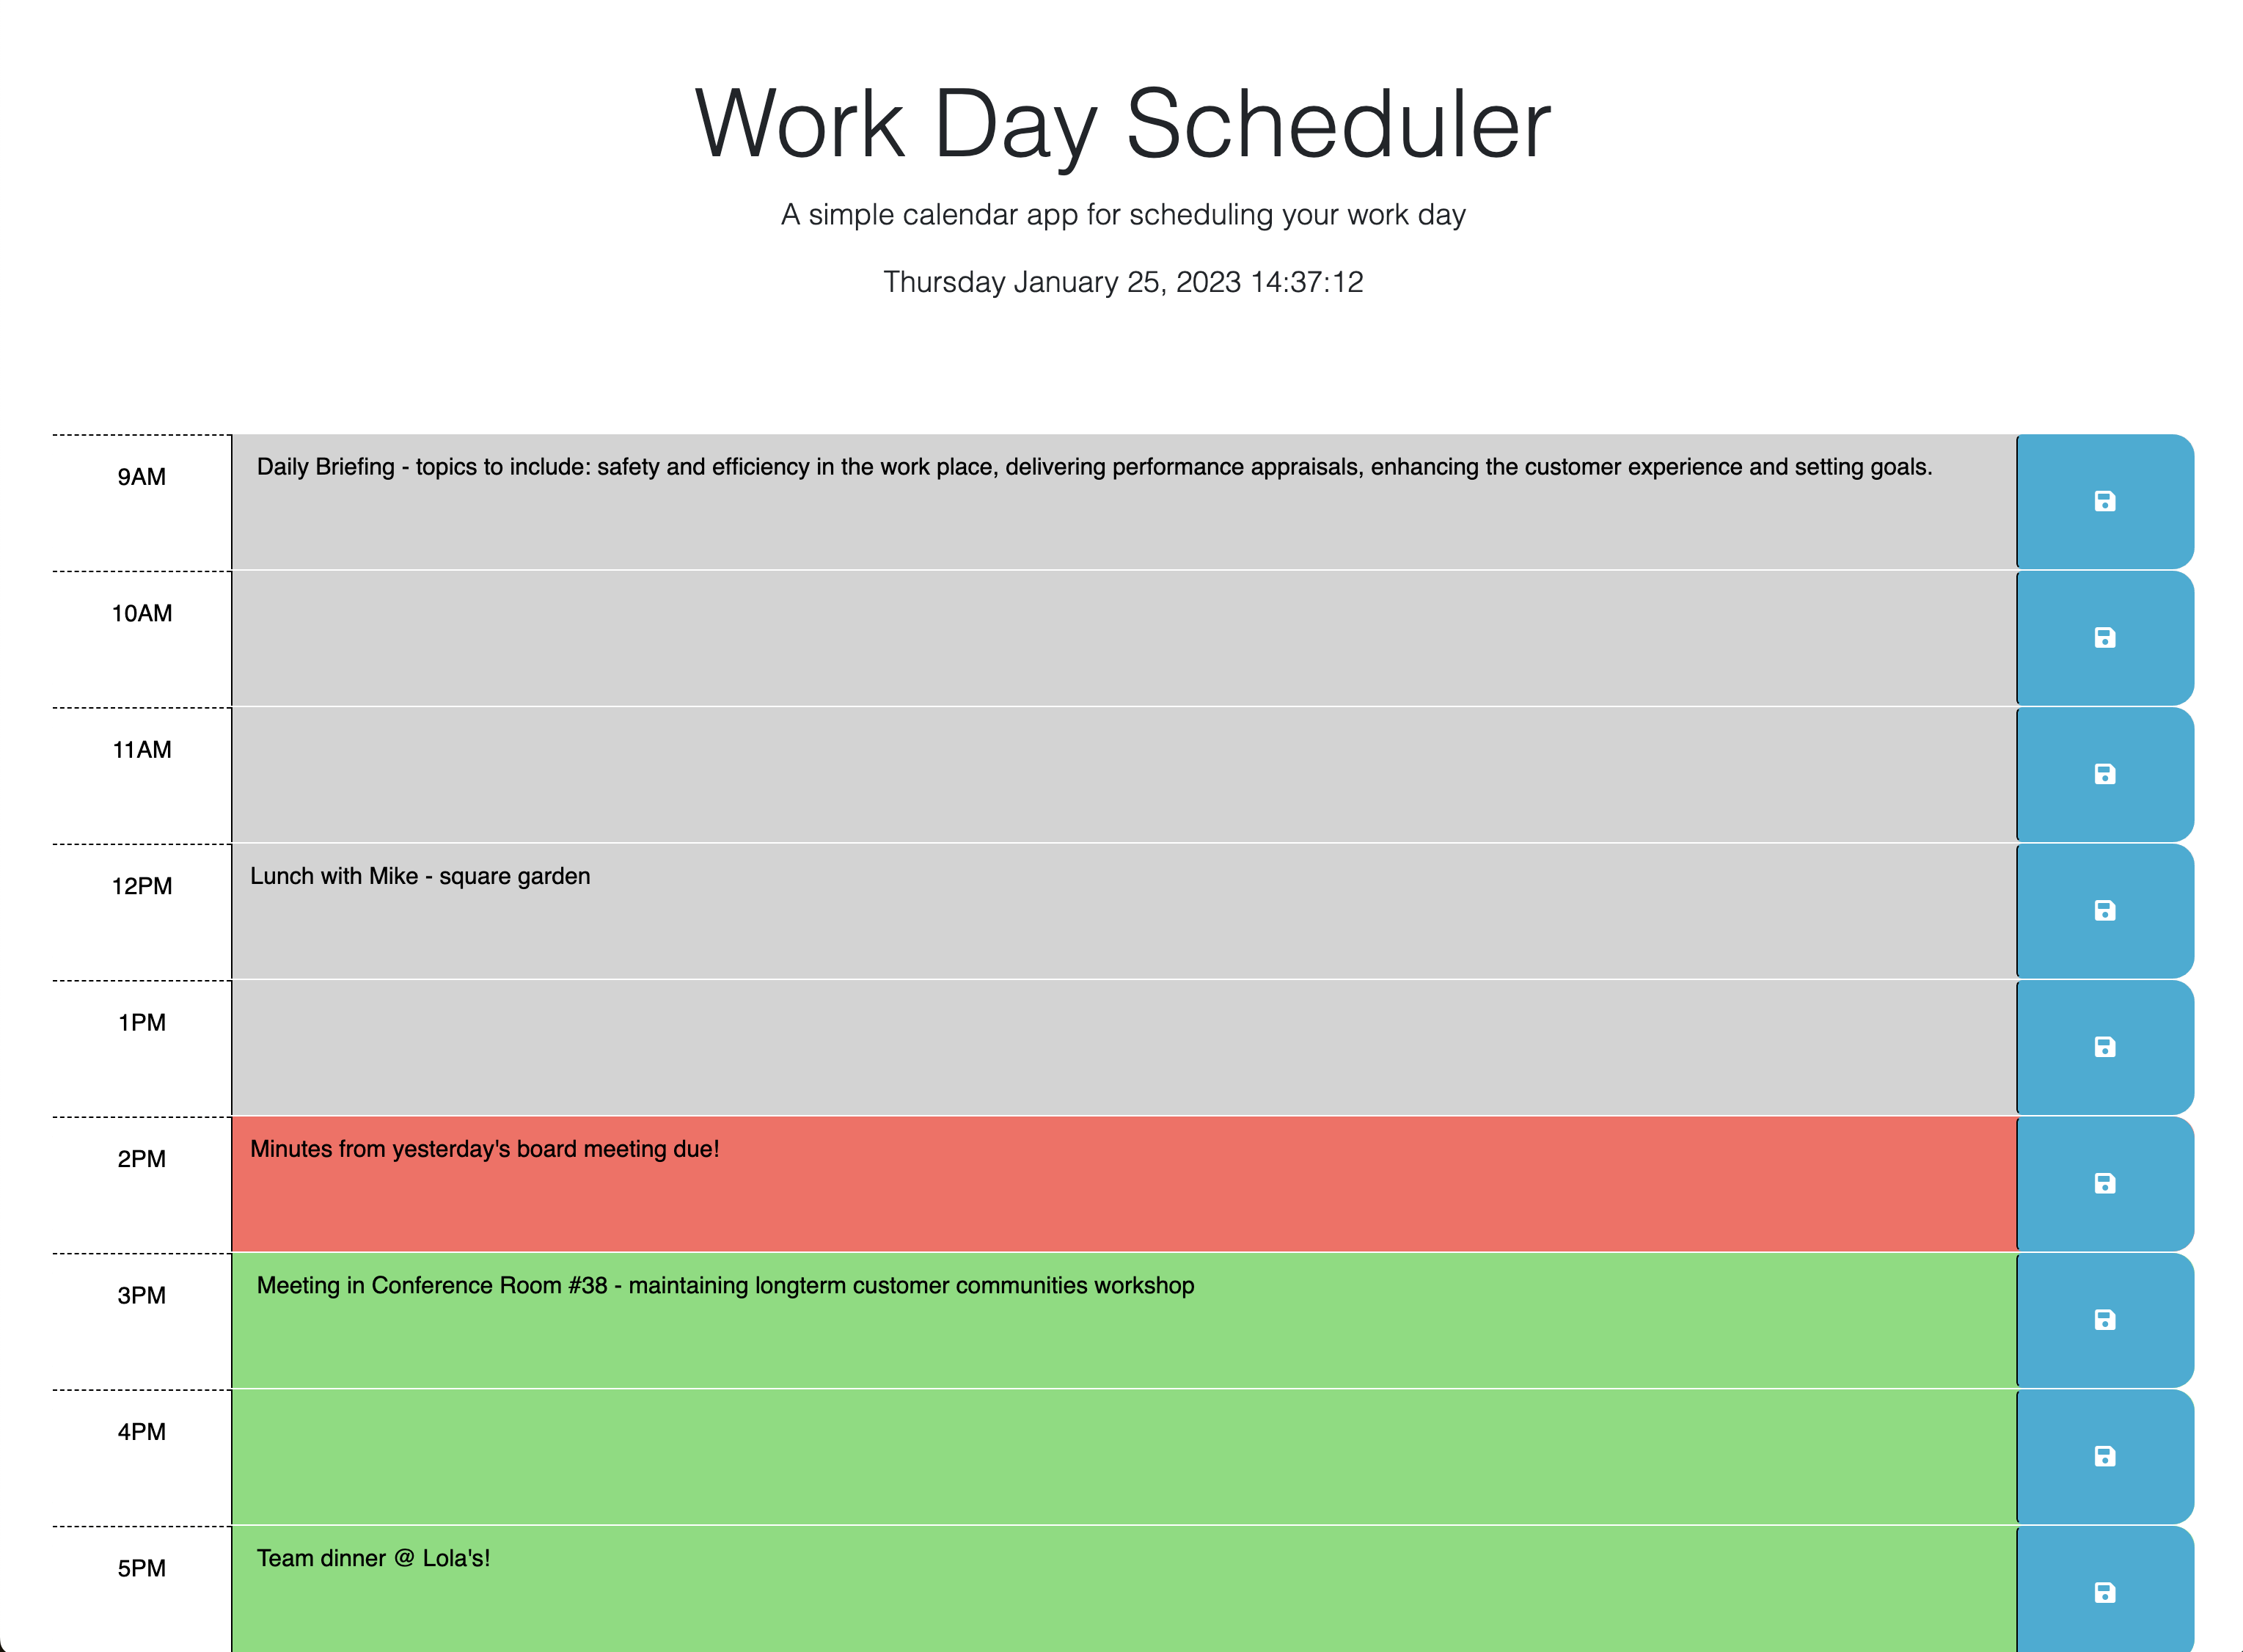 Work Day Scheduler
A simple calendar app for scheduling your work day
Thursday January 25, 2023 14:37:12
9AM
Daily Briefing - topics to include: safety and efficiency in the work place, delivering performance appraisals, enhancing the customer experience and setting goals.
10AM
11AM
12PM
Lunch with Mike - square garden
1PM
2PM
Minutes from yesterday's board meeting due!
3PM
Meeting in Conference Room #38 - maintaining longterm customer communities workshop
4PM
5PM
Team dinner @ Lola's!